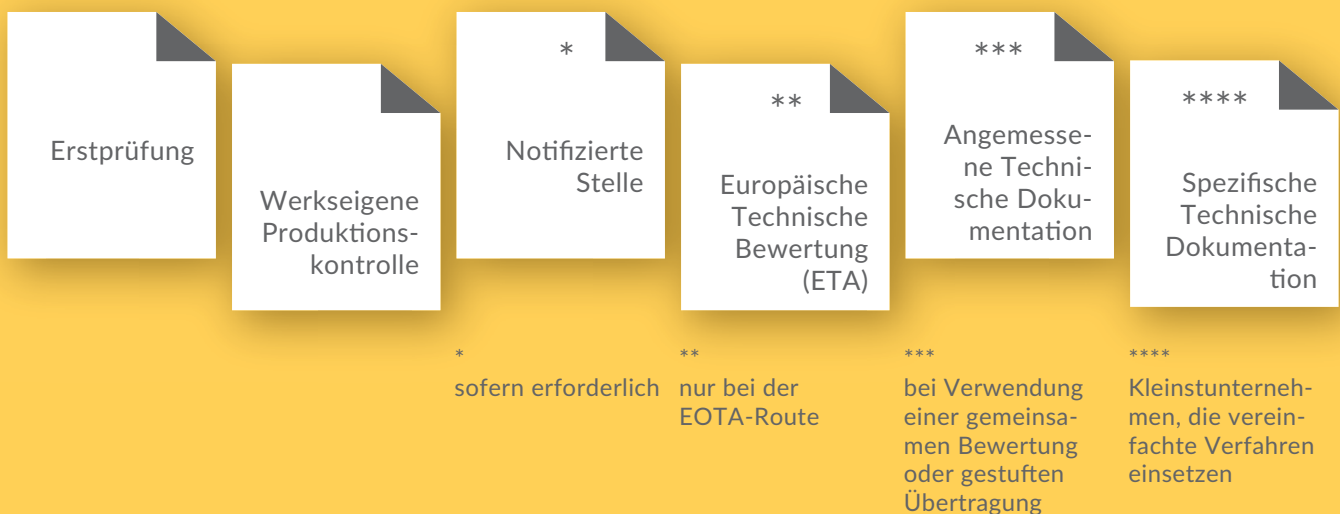 Erstprüfung
Werkseigene
Produktions-
kontrolle
*
Notifizierte
Stelle
**
Europäische
Technische
Bewertung
(ETA)
***
Angemesse-
ne Techni-
sche Doku-
mentation
****
Spezifische
Technische
Dokumenta-
tion
*
sofern erforderlich
**
nur bei der
EOTA-Route
***
bei Verwendung
einer gemeinsa-
men Bewertung
oder gestuften
Übertragung
****
Kleinstunterneh-
men, die verein-
fachte Verfahren
einsetzen